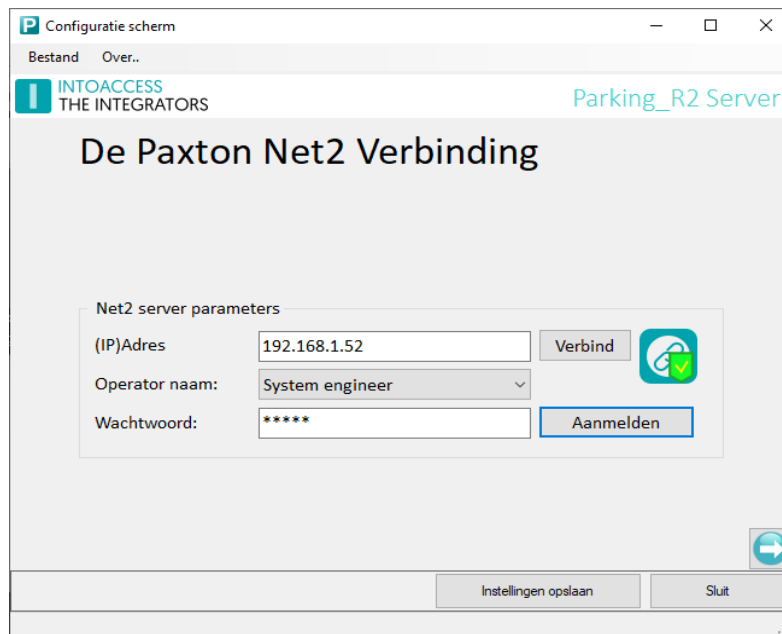 Configuratie scherm
Bestand Over..
INTOACCESS
THE INTEGRATORS
Parking_R2 Server
De Paxton Net2 Verbinding
Net2 server parameters
(IP)Adres 192.168.1.52 Verbind
Operator naam: System engineer
Wachtwoord: ***** Aanmelden
Instellingen opslaan Sluit